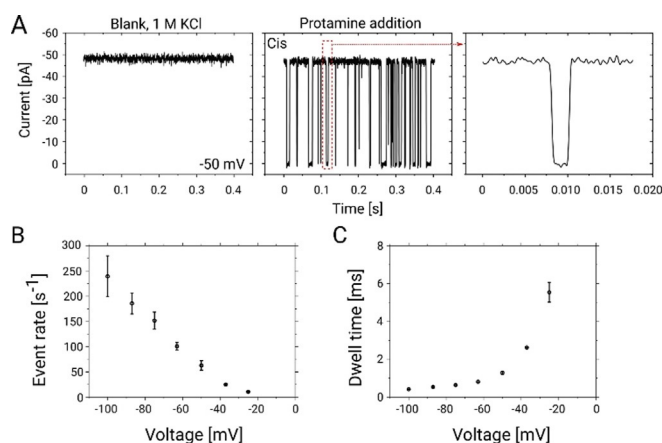 A
Blank, 1 M KCl
Protamine addition
Cis
-60
-50
-40
-30
-20
-10
0
Current [pA]
-50 mV
0 0.1 0.2 0.3 0.4
0 0.1 0.2 0.3 0.4
0 0.005 0.010 0.015 0.020
Time [s]
B
300
250
200
150
100
50
0
Event rate [s⁻¹]
-100 -80 -60 -40 -20 0
Voltage [mV]
C
8
6
4
2
0
Dwell time [ms]
-100 -80 -60 -40 -20 0
Voltage [mV]